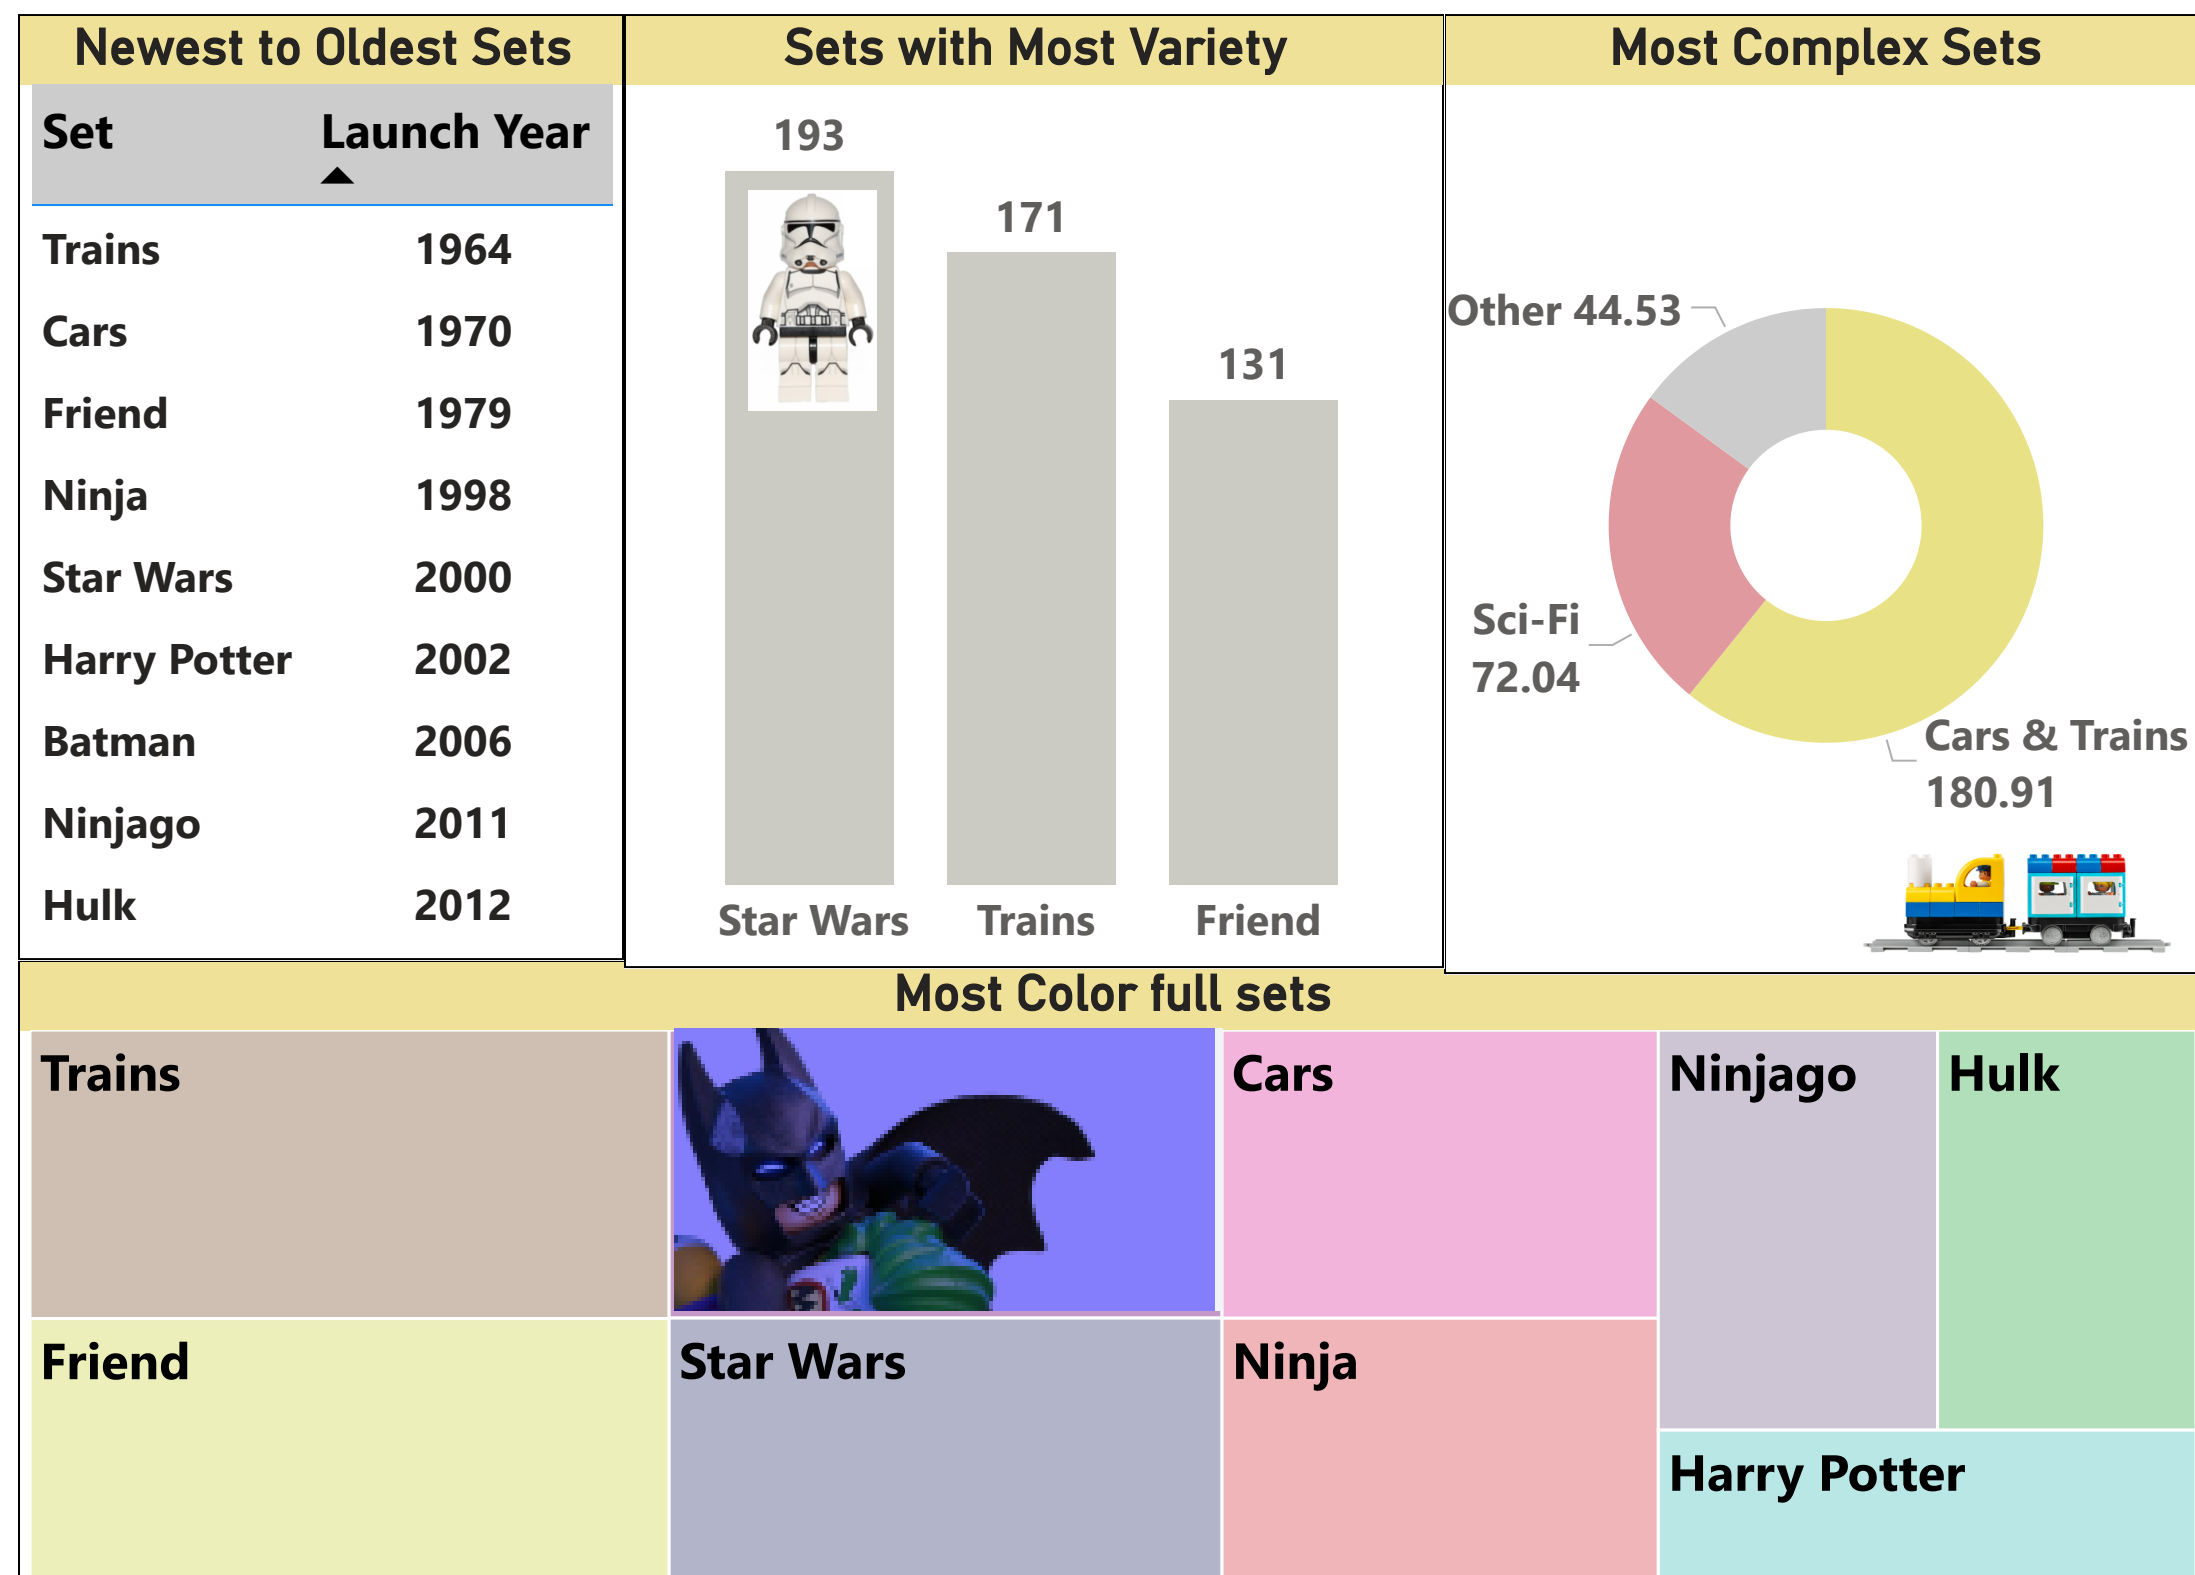 Newest to Oldest Sets
Set Launch Year
Trains 1964
Cars 1970
Friend 1979
Ninja 1998
Star Wars 2000
Harry Potter 2002
Batman 2006
Ninjago 2011
Hulk 2012
Sets with Most Variety
193
171
131
Star Wars Trains Friend
Most Complex Sets
Other 44.53
Sci-Fi
72.04
Cars & Trains
180.91
Most Color full sets
Trains
Cars
Ninjago
Hulk
Friend
Star Wars
Ninja
Harry Potter